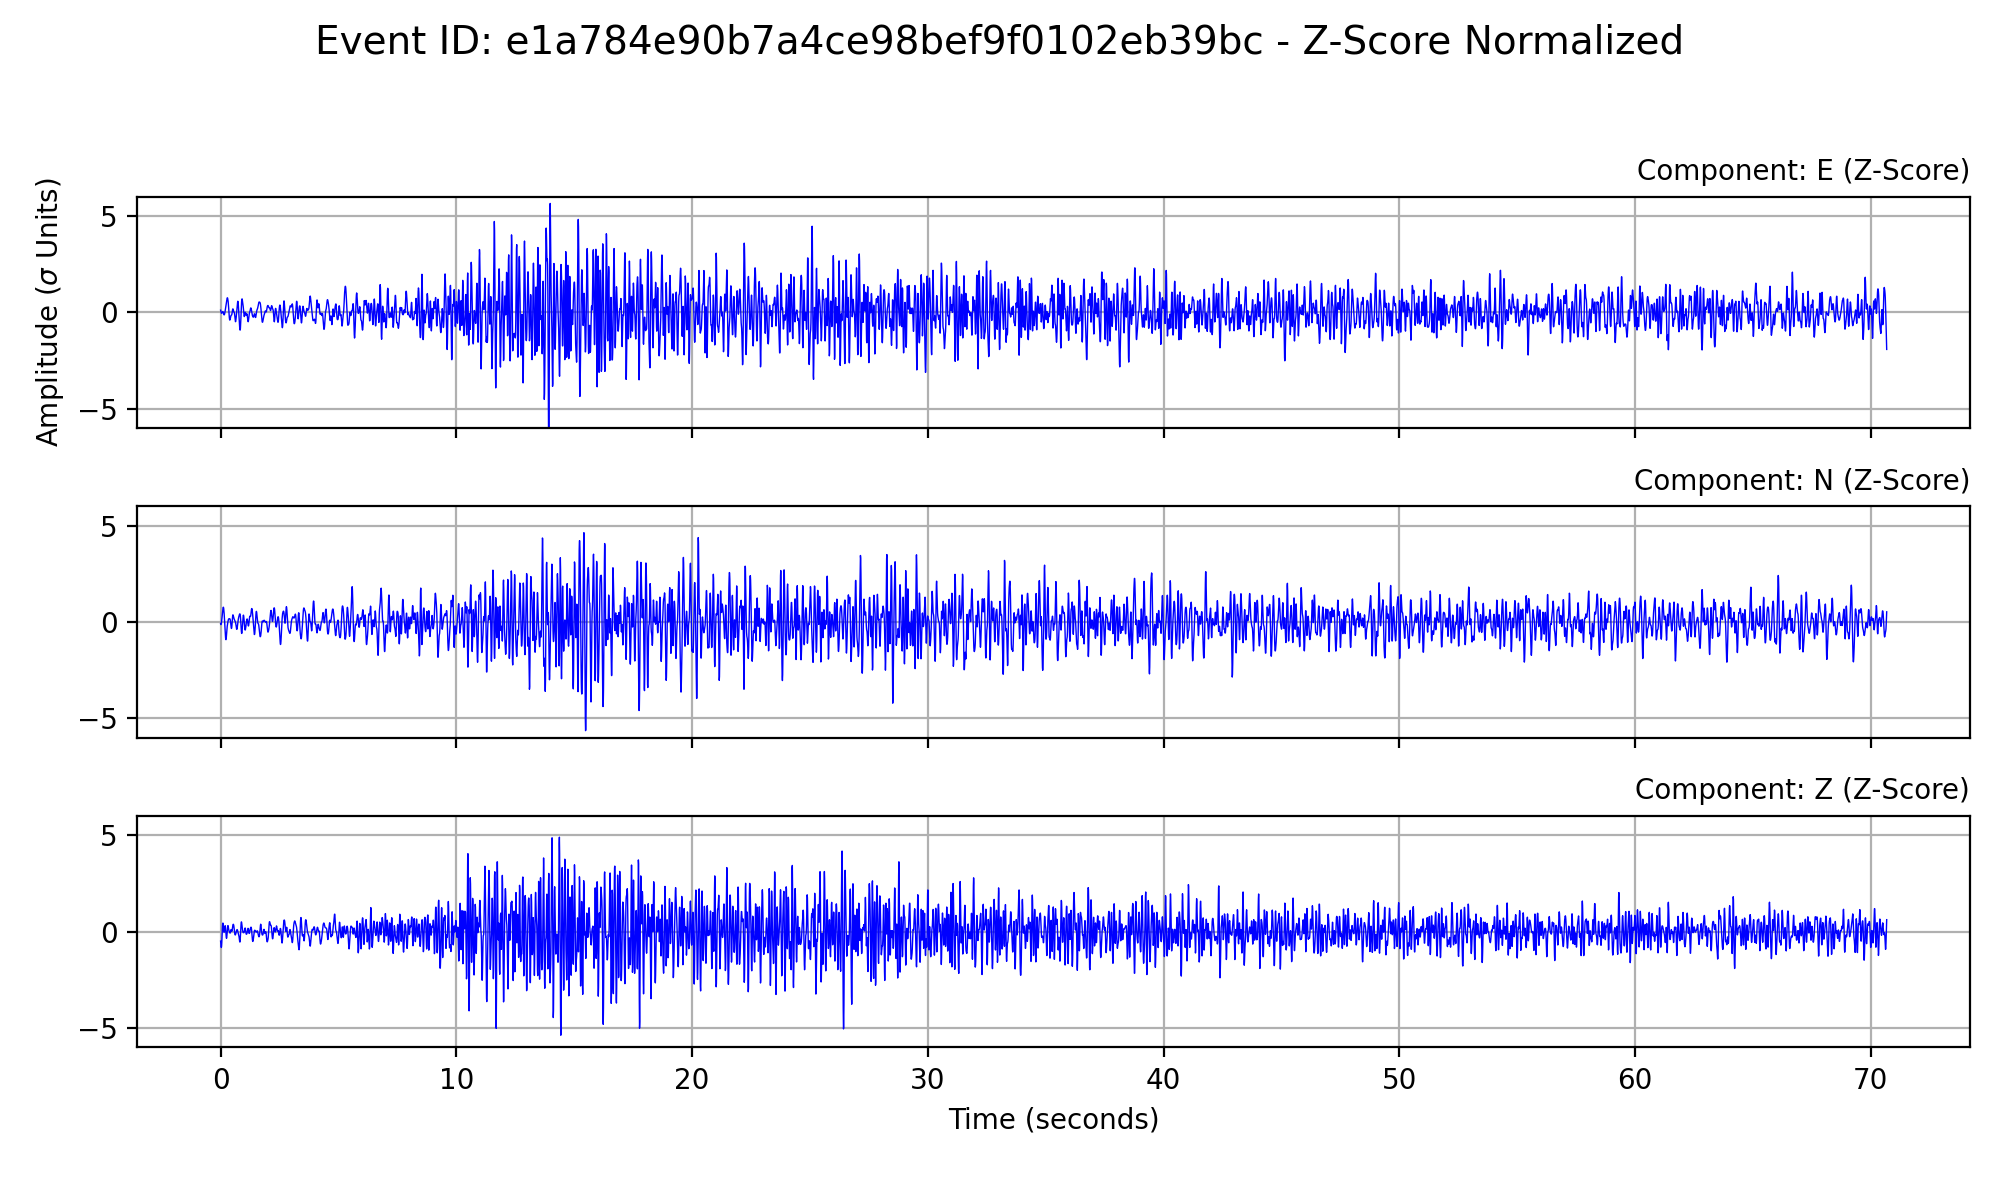 Event ID: e1a784e90b7a4ce98bef9f0102eb39bc - Z-Score Normalized
Component: E (Z-Score)
Amplitude (σ Units)
5
0
−5
Component: N (Z-Score)
5
0
−5
Component: Z (Z-Score)
5
0
−5
0 10 20 30 40 50 60 70
Time (seconds)